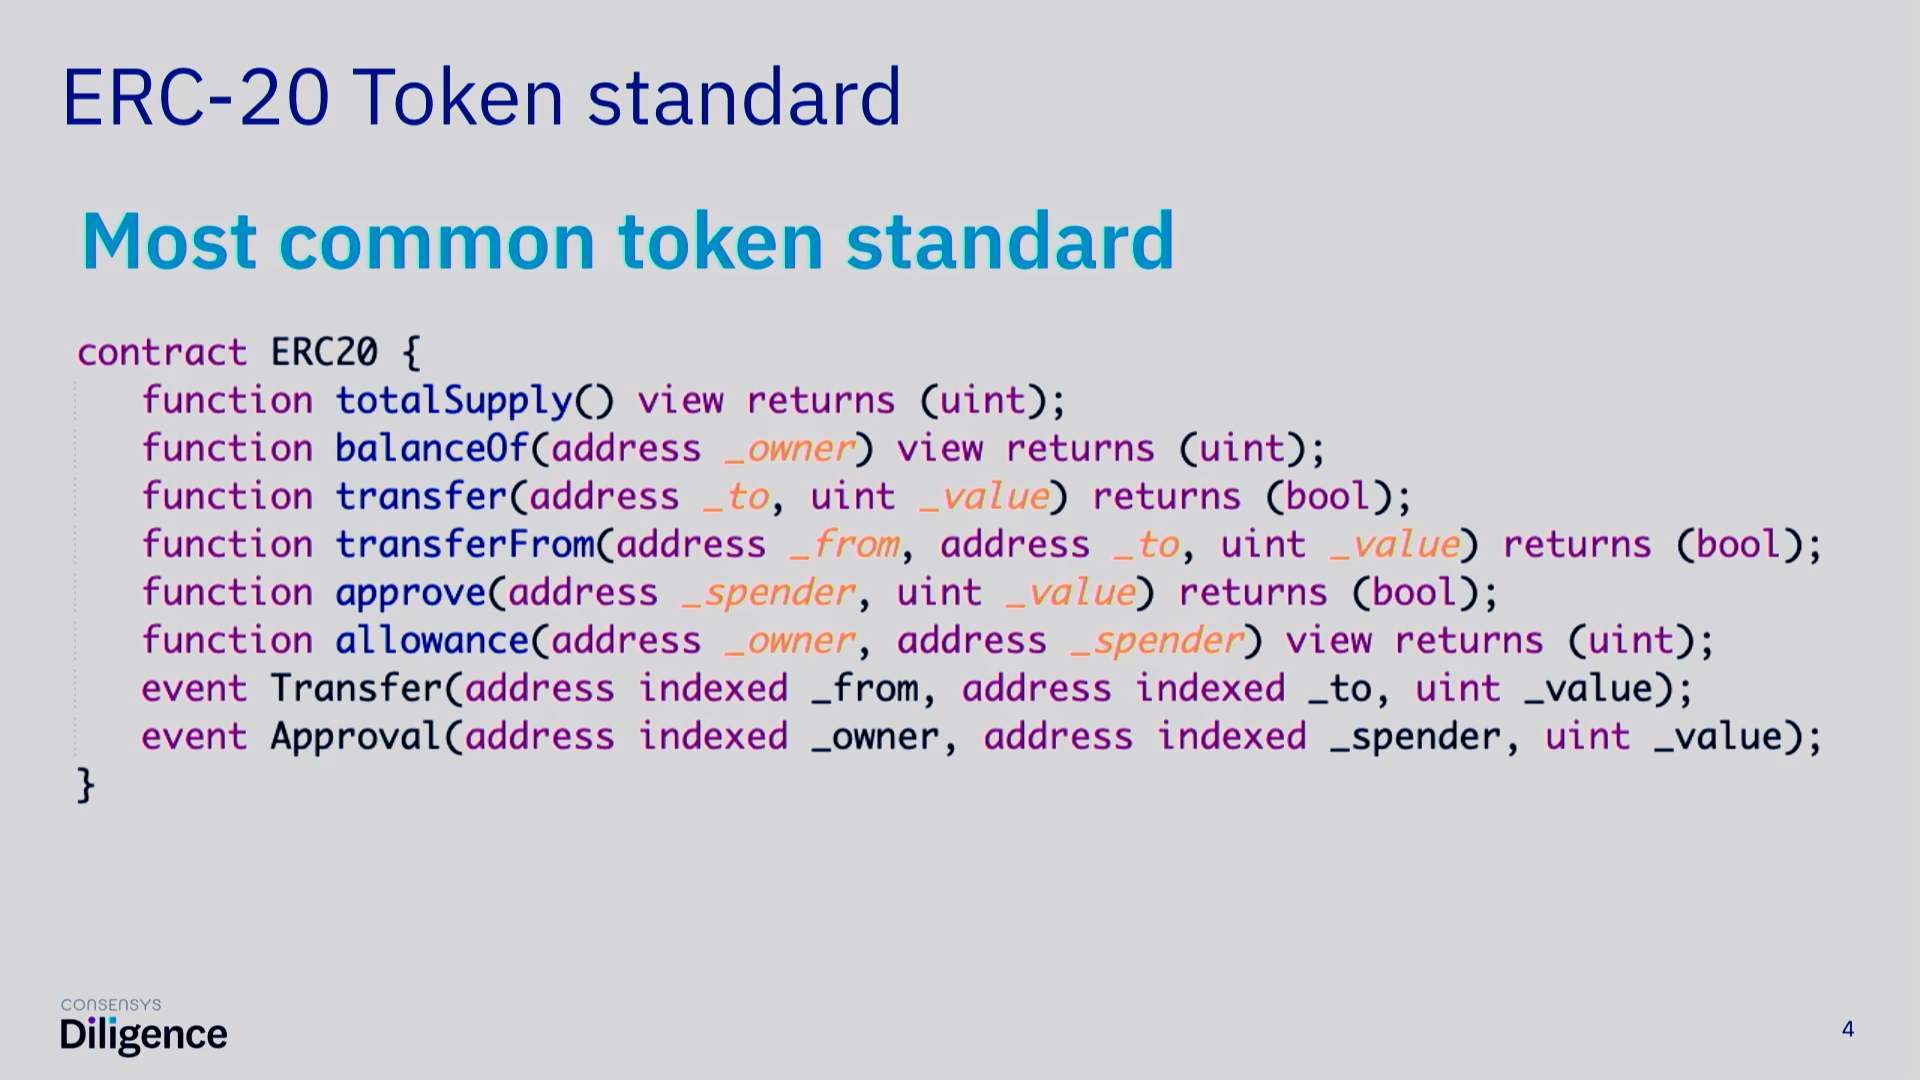 ERC-20 Token standard
Most common token standard
contract ERC20 {
function totalSupply() view returns (uint);
function balanceOf(address _owner) view returns (uint);
function transfer(address _to, uint _value) returns (bool);
function transferFrom(address _from, address _to, uint _value) returns (bool);
function approve(address _spender, uint _value) returns (bool);
function allowance(address _owner, address _spender) view returns (uint);
event Transfer(address indexed _from, address indexed _to, uint _value);
event Approval(address indexed _owner, address indexed _spender, uint _value);
}
CONSENSYS
Diligence
4